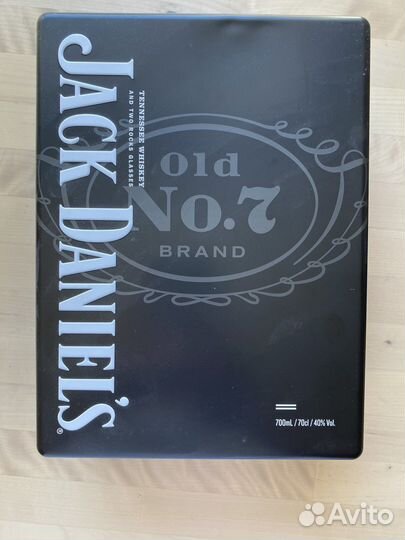 JACK DANIEL'S®
TENNESSEE WHISKEY
AND TWO ROCKS GLASSES
Old
No.7
BRAND
700mL / 70cl / 40% Vol.
Avito